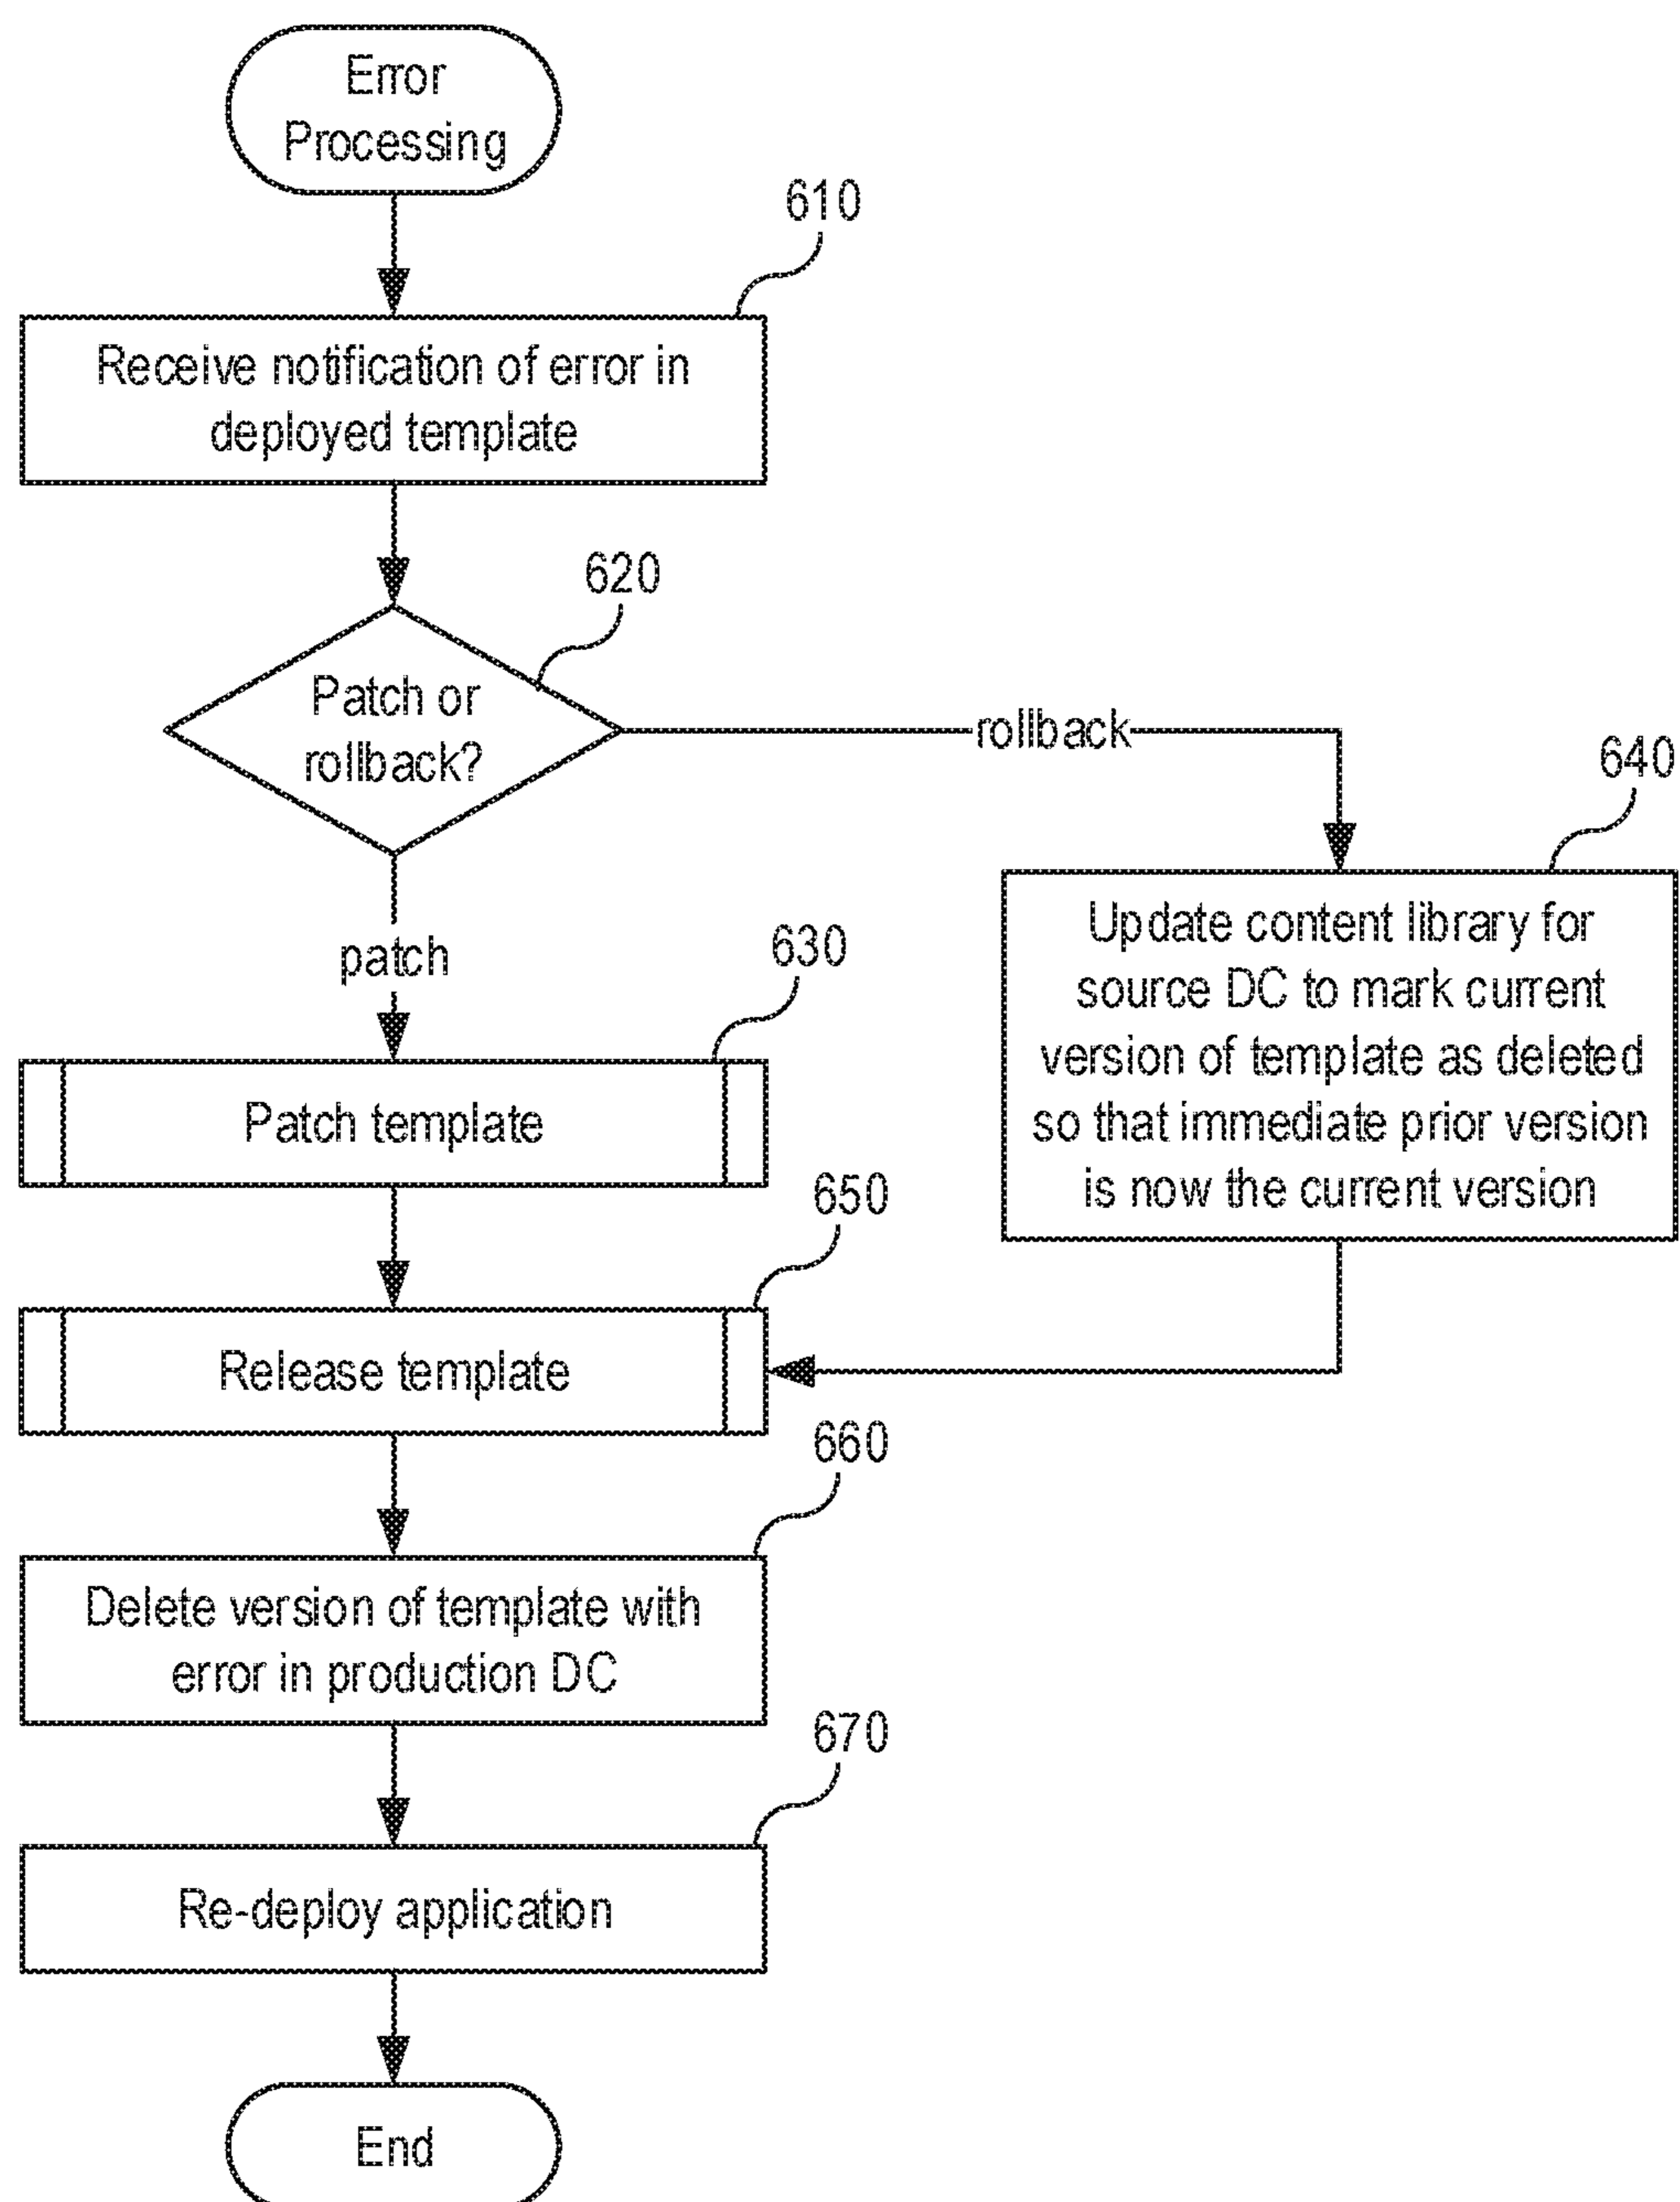 Error
Processing
610
Receive notification of error in
deployed template
620
Patch or
rollback?
rollback
640
patch
630
Update content library for
source DC to mark current
version of template as deleted
so that immediate prior version
is now the current version
Patch template
650
Release template
660
Delete version of template with
error in production DC
670
Re-deploy application
End